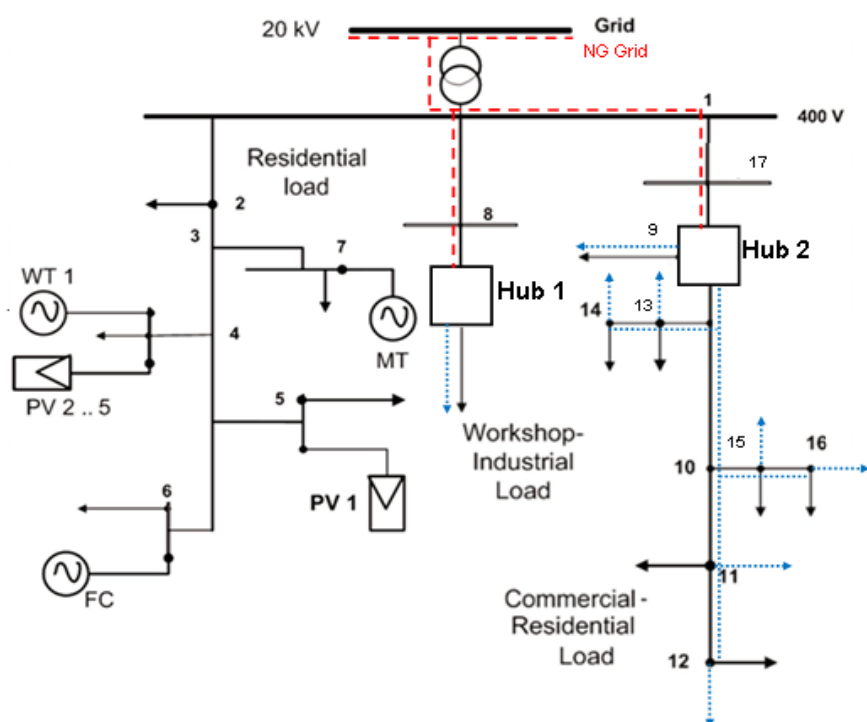 20 kV
Grid
NG Grid
1
400 V
Residential
load
17
2
8
9
3
7
Hub 2
WT 1
Hub 1
14
13
4
MT
PV 2 .. 5
5
Workshop-
Industrial
Load
15
16
10
6
PV 1
FC
11
Commercial -
Residential
Load
12